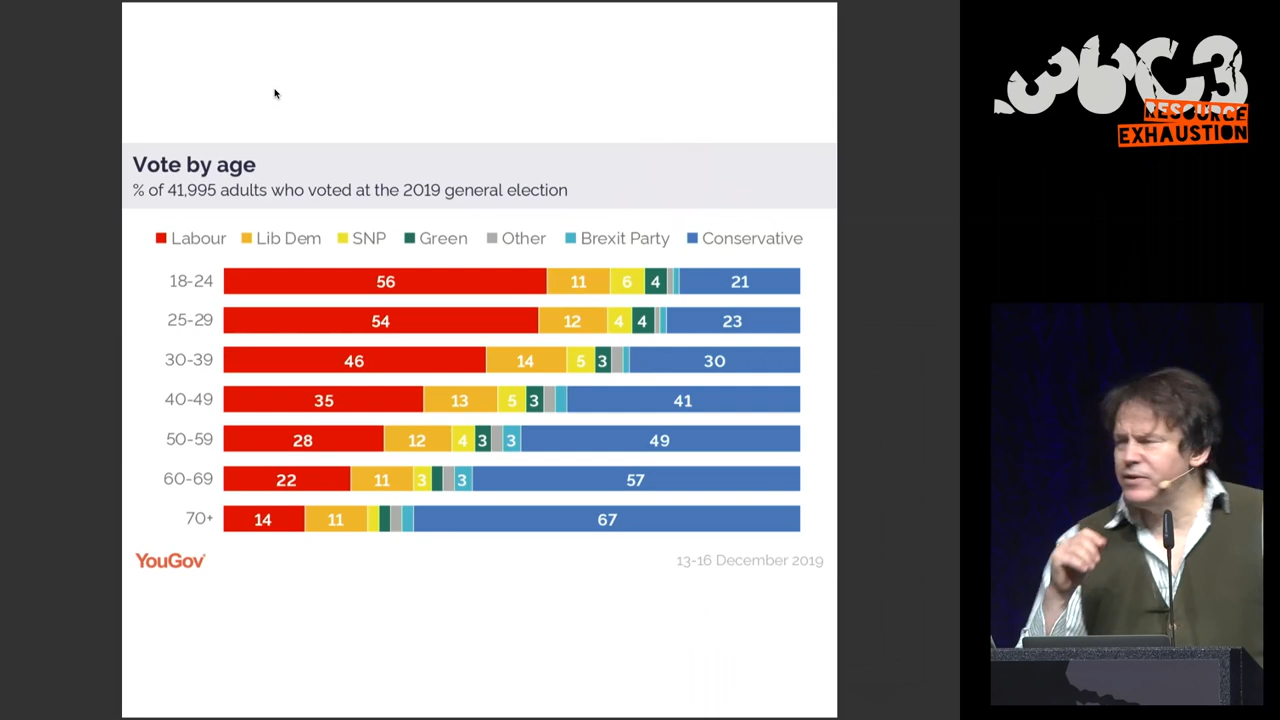 Vote by age
% of 41,995 adults who voted at the 2019 general election
Labour Lib Dem SNP Green Other Brexit Party Conservative
18-24 56 11 6 4 21
25-29 54 12 4 4 23
30-39 46 14 5 3 30
40-49 35 13 5 3 41
50-59 28 12 4 3 3 49
60-69 22 11 3 3 57
70+ 14 11 67
YouGov
13-16 December 2019
36C3
RESOURCE
EXHAUSTION